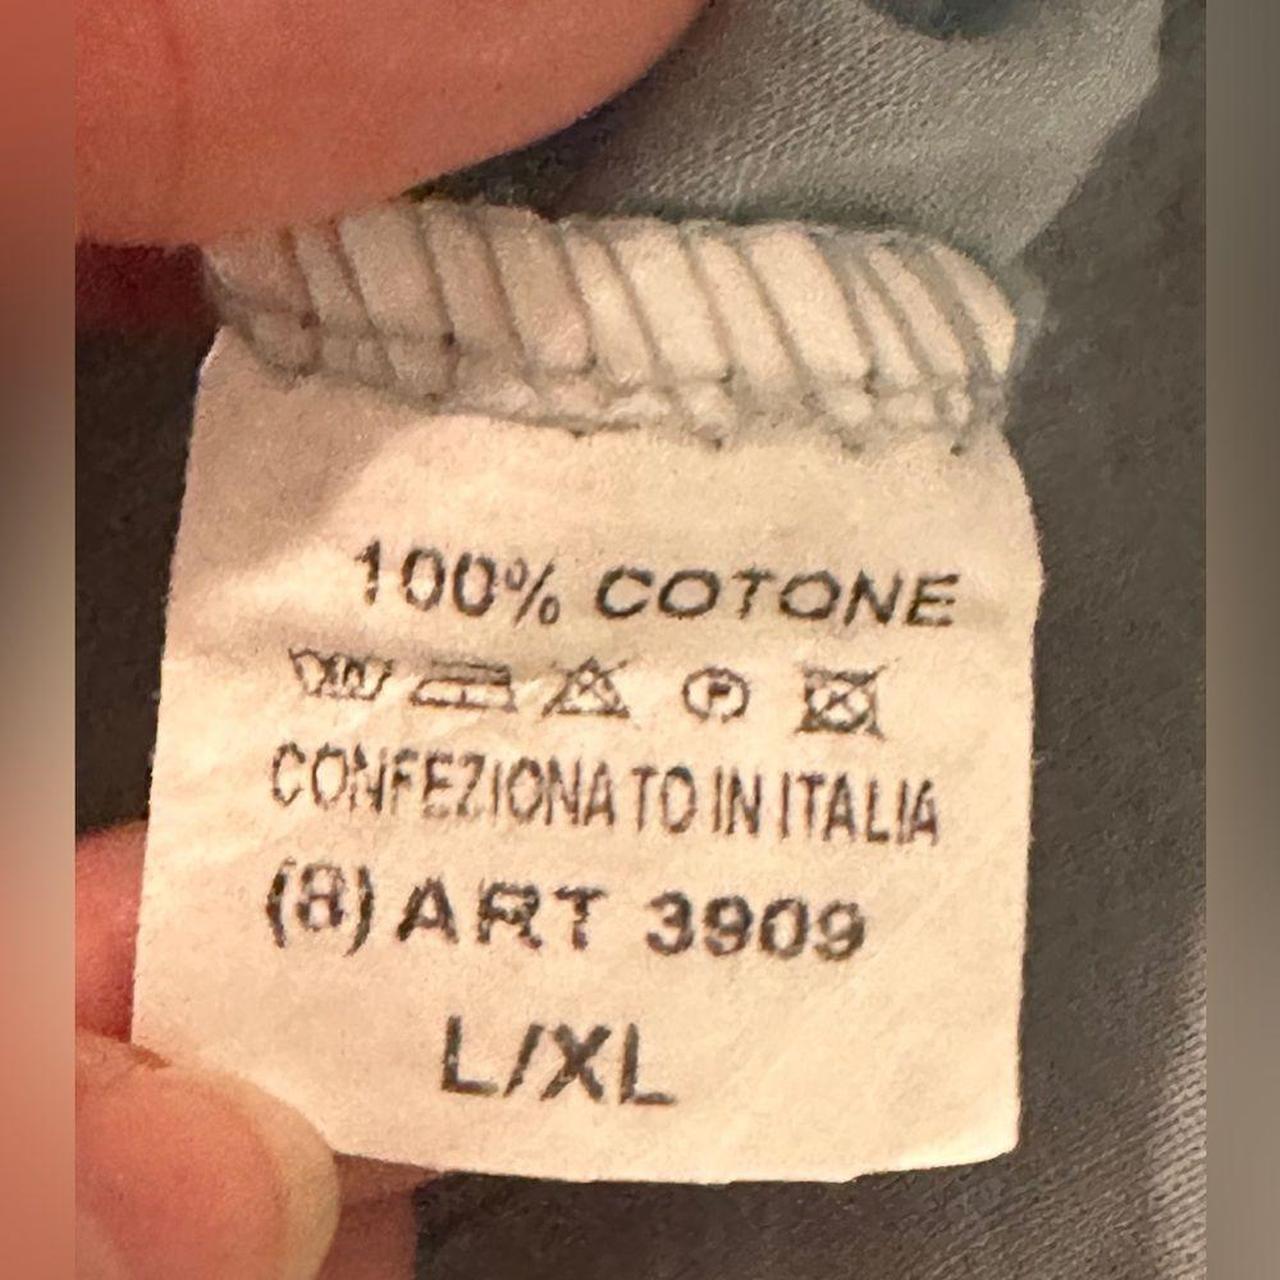 100% COTONE
P
CONFEZIONATO IN ITALIA
(8) ART 3909
L/XL